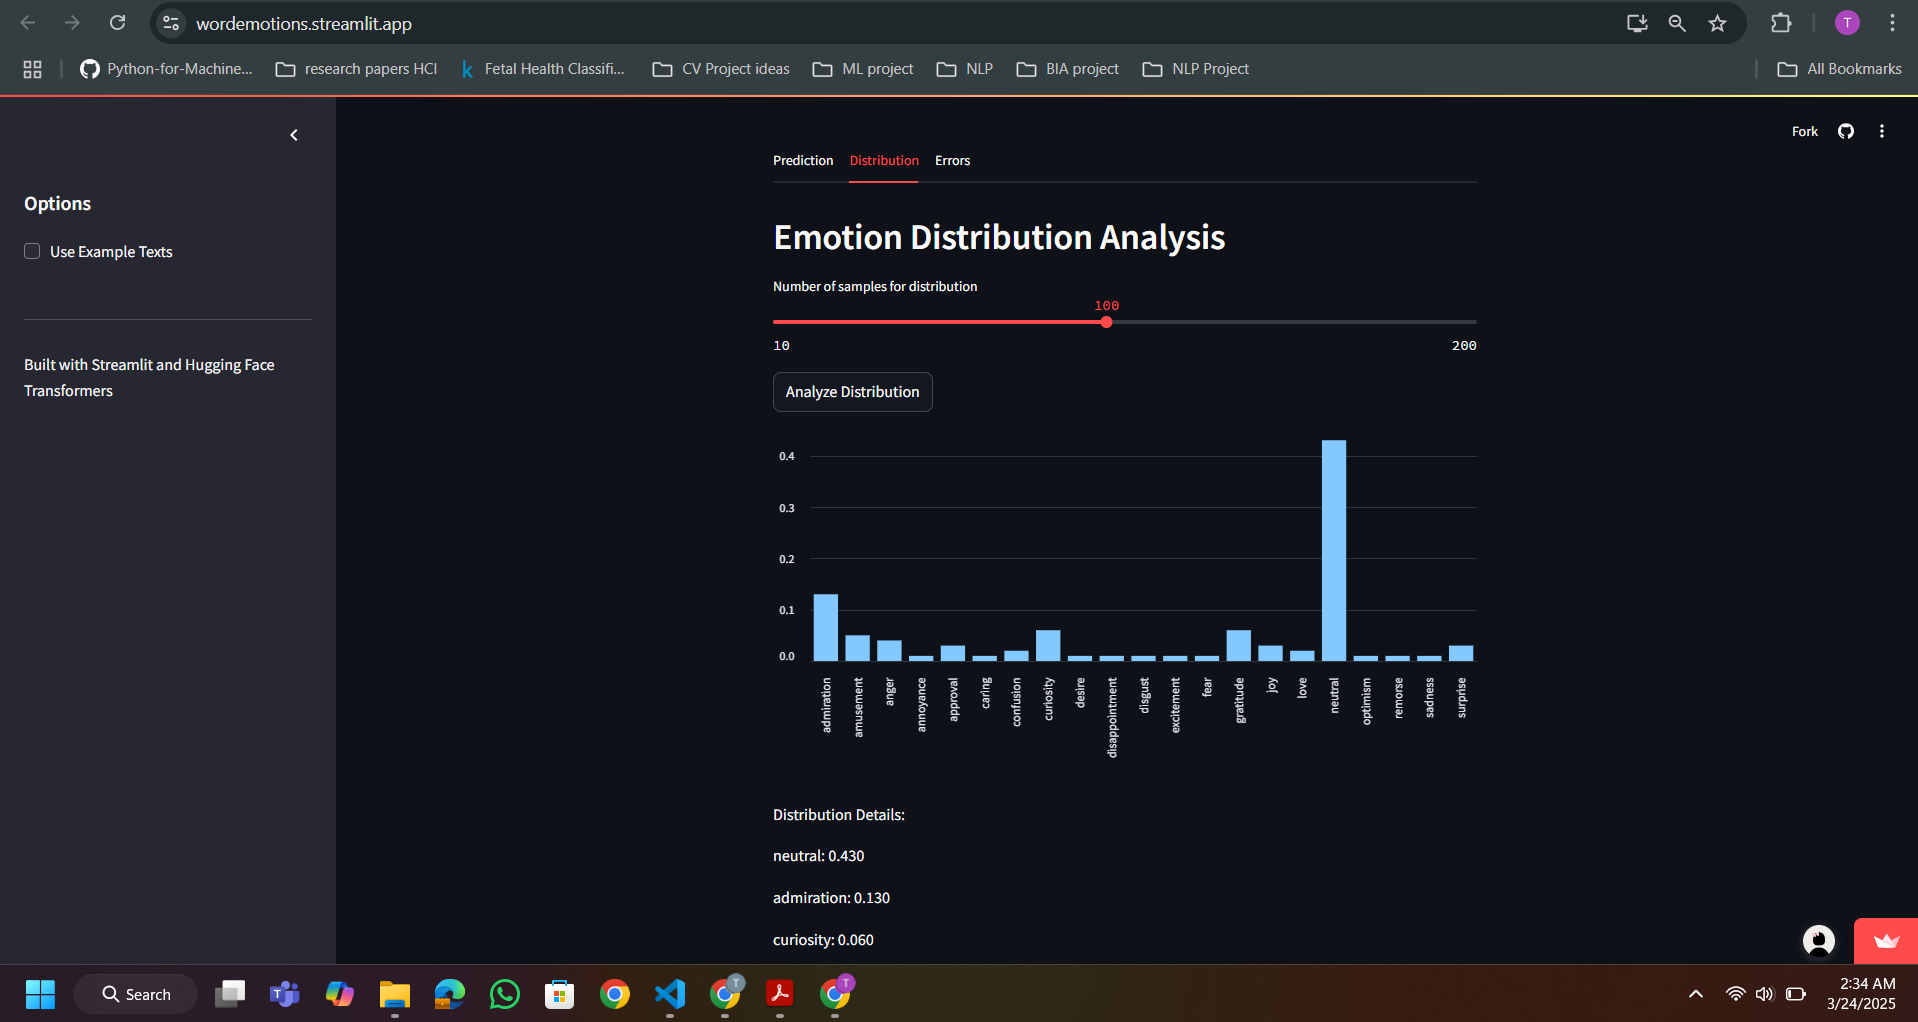 wordemotions.streamlit.app
T
Python-for-Machine...
research papers HCI
Fetal Health Classifi...
CV Project ideas
ML project
NLP
BIA project
NLP Project
All Bookmarks
Fork
Options
Use Example Texts
Built with Streamlit and Hugging Face
Transformers
Prediction
Distribution
Errors
Emotion Distribution Analysis
Number of samples for distribution
100
10
200
Analyze Distribution
0.4
0.3
0.2
0.1
0.0
admiration
amusement
anger
annoyance
approval
caring
confusion
curiosity
desire
disappointment
disgust
excitement
fear
gratitude
joy
love
neutral
optimism
remorse
sadness
surprise
Distribution Details:
neutral: 0.430
admiration: 0.130
curiosity: 0.060
Search
T
T
T
2:34 AM
3/24/2025